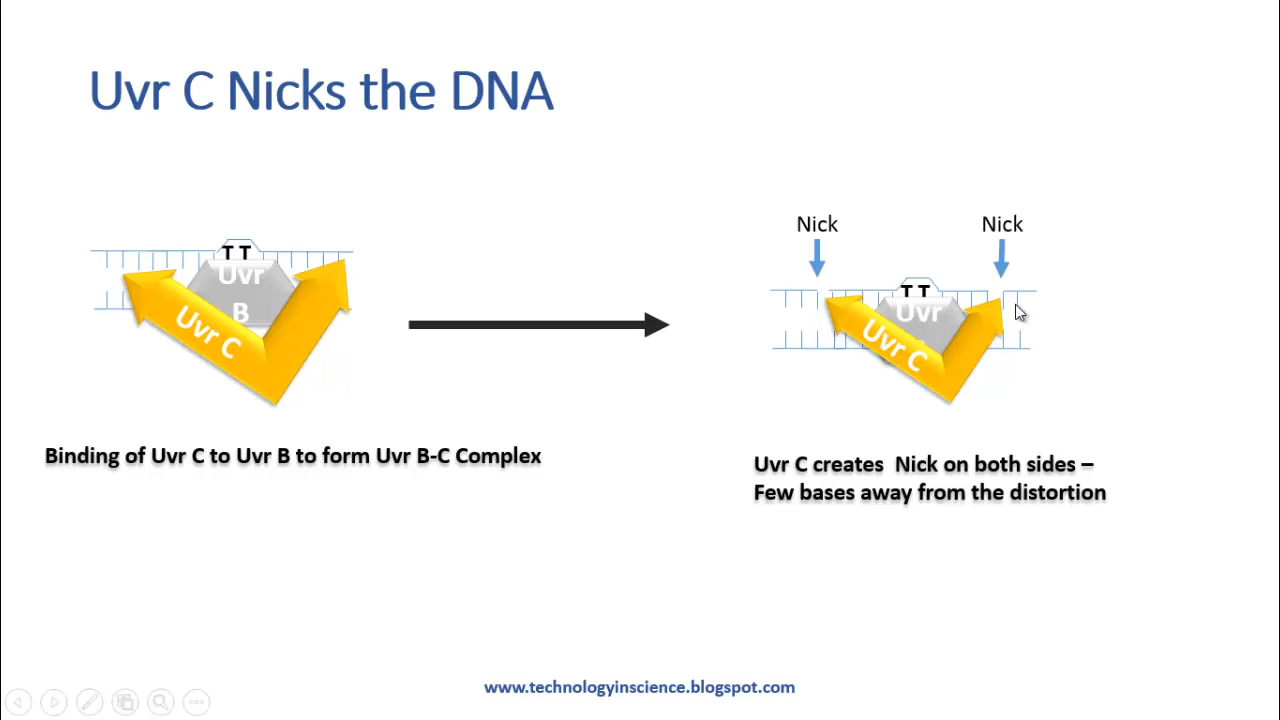 Uvr C Nicks the DNA
Nick
Nick
T T
Uvr
B
Uvr C
T T
Uvr
Uvr C
Binding of Uvr C to Uvr B to form Uvr B-C Complex
Uvr C creates  Nick on both sides –
Few bases away from the distortion
www.technologyinscience.blogspot.com